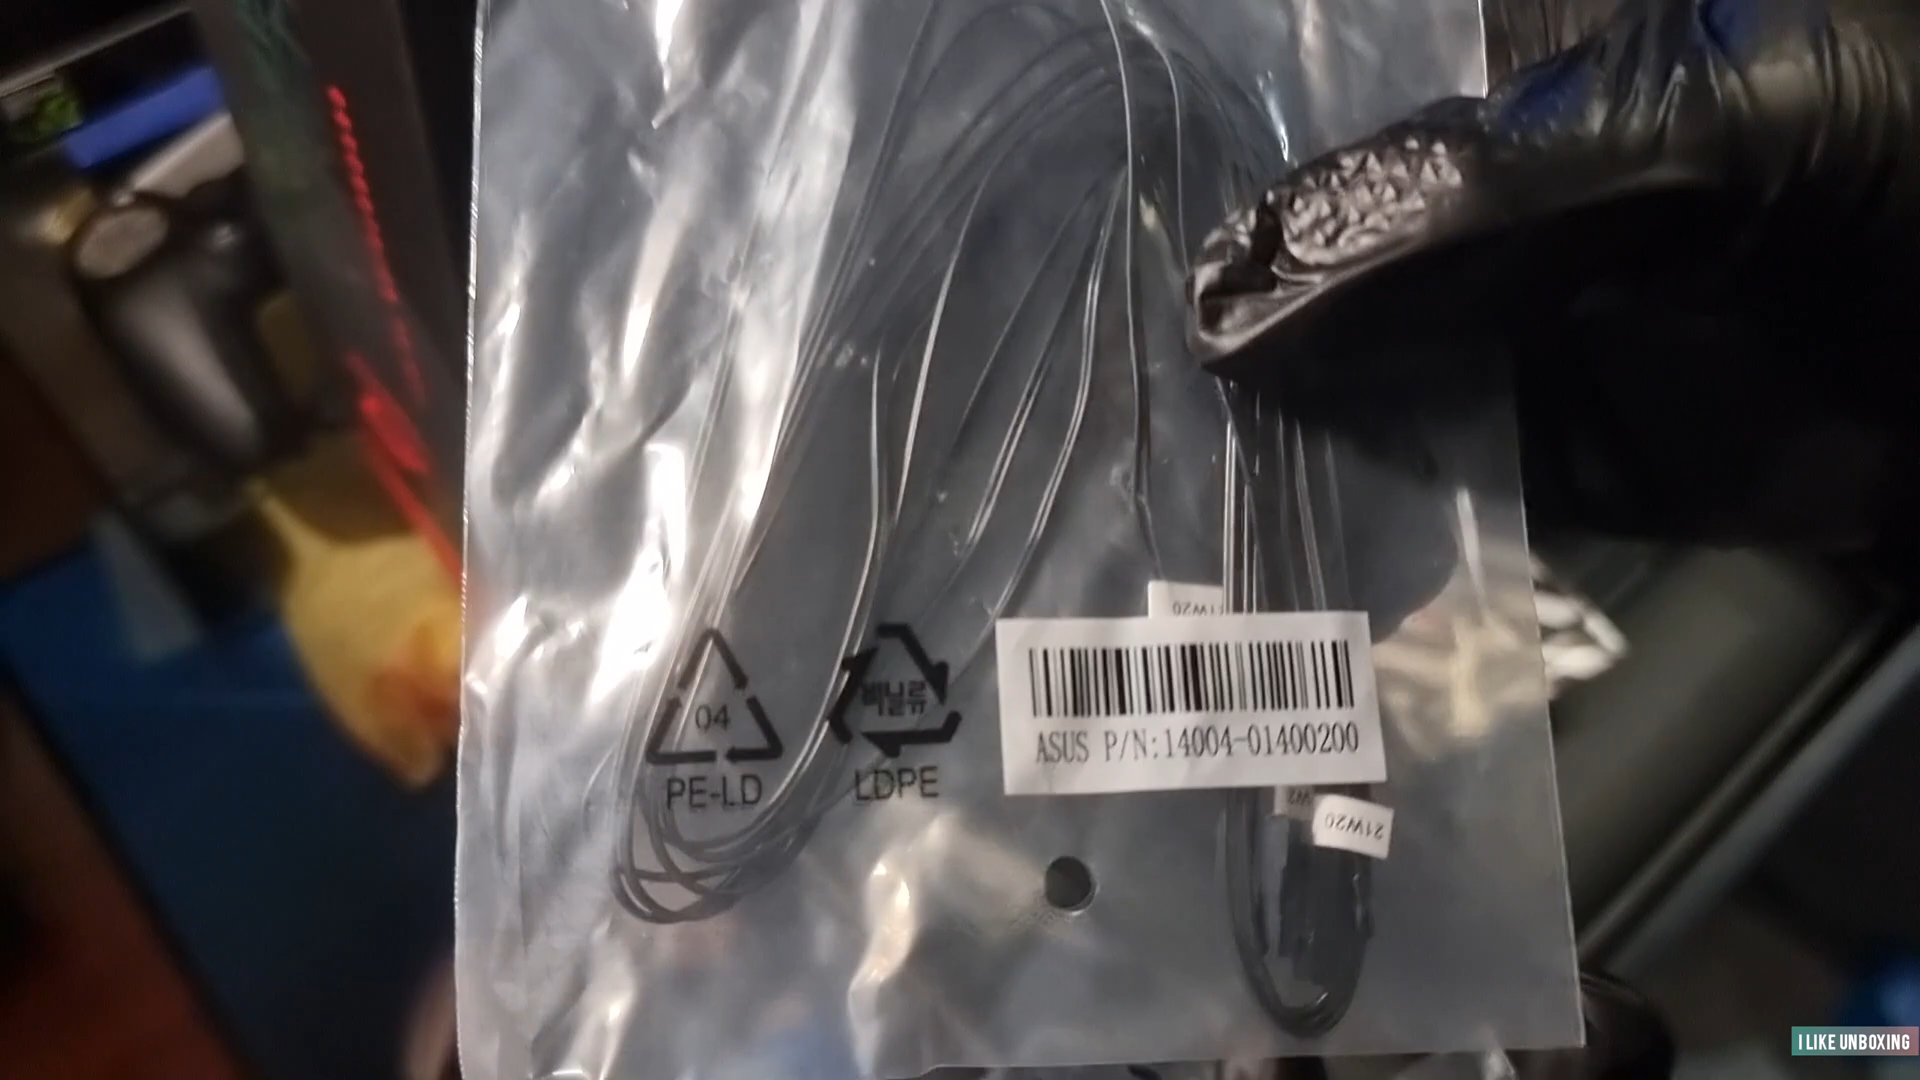 21W20
04
PE-LD
비닐류
LDPE
ASUS P/N:14004-01400200
21W20
I LIKE UNBOXING